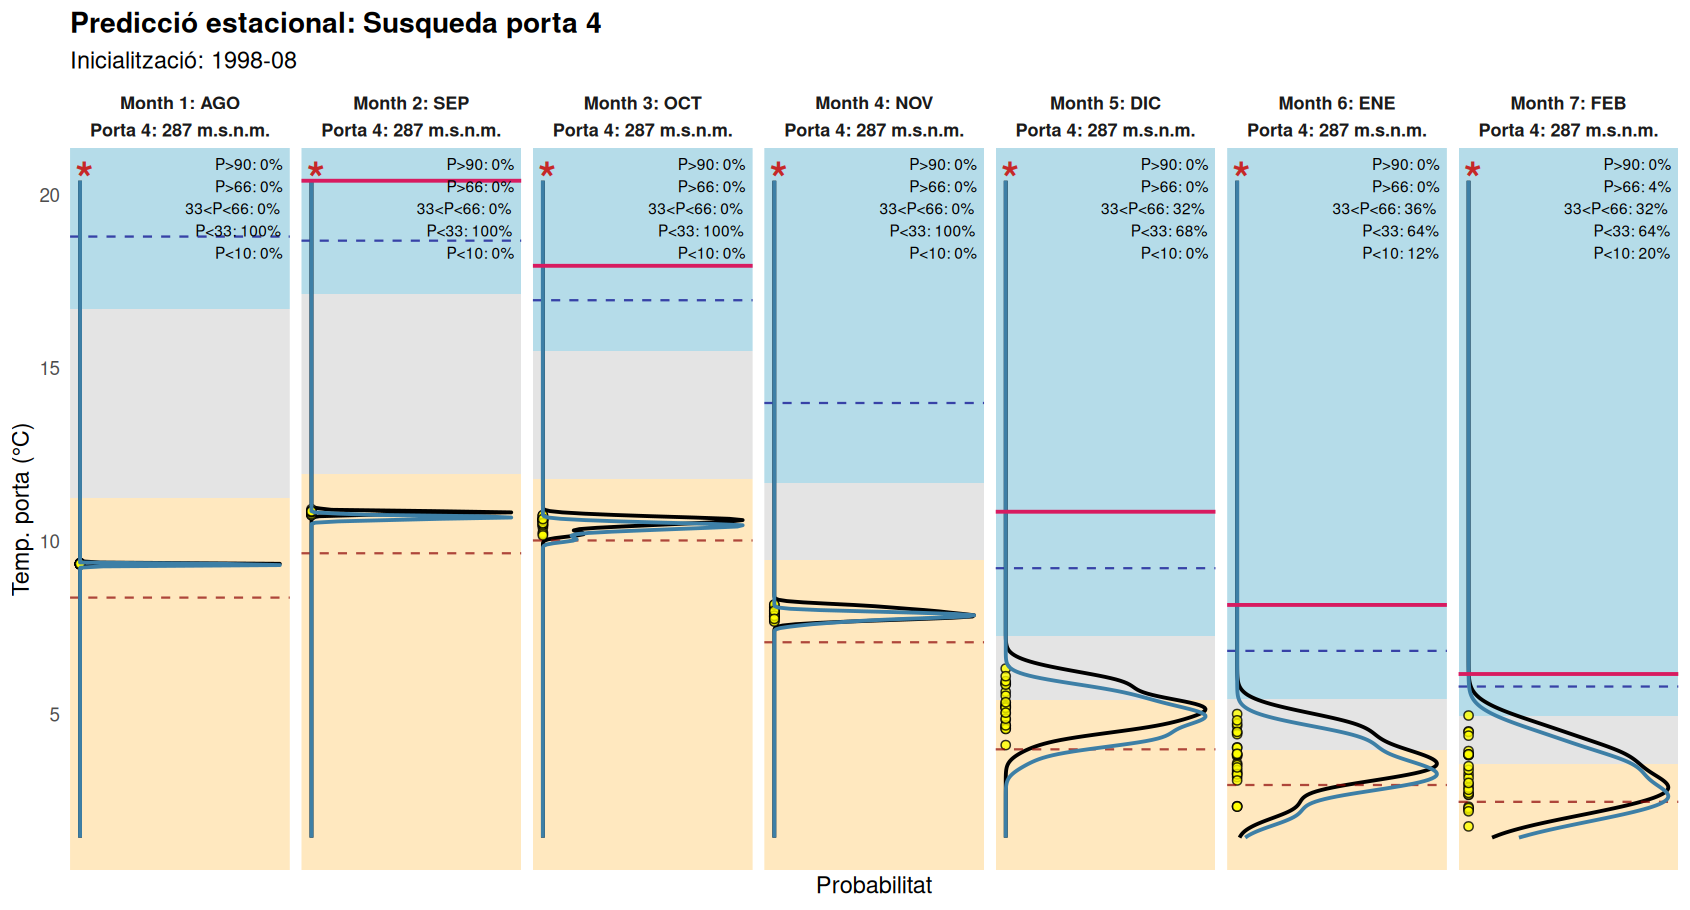 Predicció estacional: Susqueda porta 4
Inicialització: 1998-08
Month 1: AGO
Porta 4: 287 m.s.n.m.
Month 2: SEP
Porta 4: 287 m.s.n.m.
Month 3: OCT
Porta 4: 287 m.s.n.m.
Month 4: NOV
Porta 4: 287 m.s.n.m.
Month 5: DIC
Porta 4: 287 m.s.n.m.
Month 6: ENE
Porta 4: 287 m.s.n.m.
Month 7: FEB
Porta 4: 287 m.s.n.m.
*
P>90: 0%
P>66: 0%
33<P<66: 0%
P<33: 100%
P<10: 0%
*
P>90: 0%
P>66: 0%
33<P<66: 0%
P<33: 100%
P<10: 0%
*
P>90: 0%
P>66: 0%
33<P<66: 0%
P<33: 100%
P<10: 0%
*
P>90: 0%
P>66: 0%
33<P<66: 0%
P<33: 100%
P<10: 0%
*
P>90: 0%
P>66: 0%
33<P<66: 32%
P<33: 68%
P<10: 0%
*
P>90: 0%
P>66: 0%
33<P<66: 36%
P<33: 64%
P<10: 12%
*
P>90: 0%
P>66: 4%
33<P<66: 32%
P<33: 64%
P<10: 20%
20
15
10
5
Temp. porta (°C)
Probabilitat